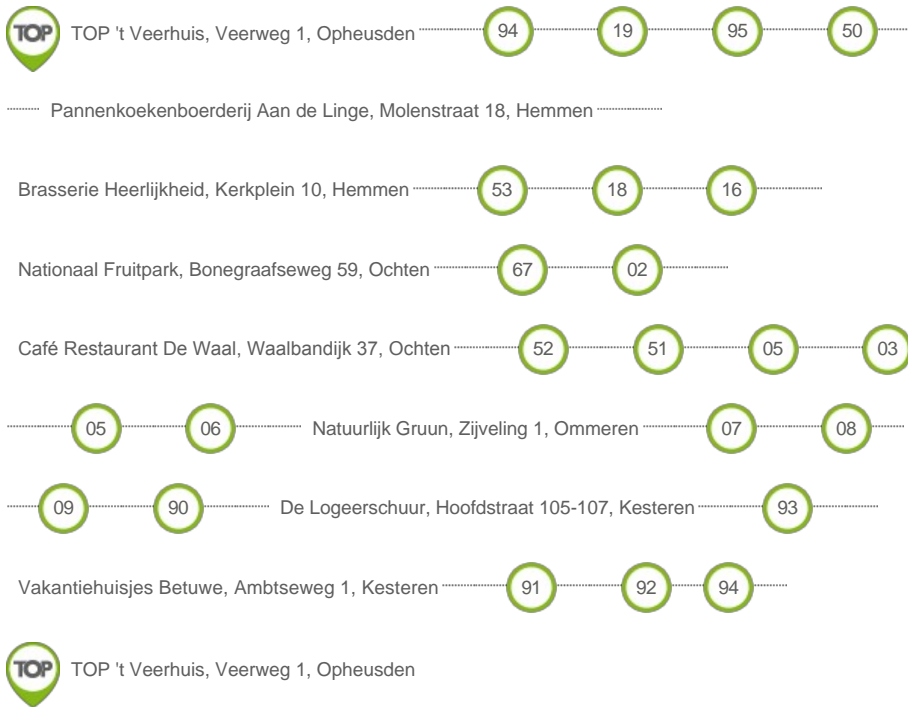 TOP TOP 't Veerhuis, Veerweg 1, Opheusden 94 19 95 50
Pannenkoekenboerderij Aan de Linge, Molenstraat 18, Hemmen
Brasserie Heerlijkheid, Kerkplein 10, Hemmen 53 18 16
Nationaal Fruitpark, Bonegraafseweg 59, Ochten 67 02
Café Restaurant De Waal, Waalbandijk 37, Ochten 52 51 05 03
05 06 Natuurlijk Gruun, Zijveling 1, Ommeren 07 08
09 90 De Logeerschuur, Hoofdstraat 105-107, Kesteren 93
Vakantiehuisjes Betuwe, Ambtseweg 1, Kesteren 91 92 94
TOP TOP 't Veerhuis, Veerweg 1, Opheusden